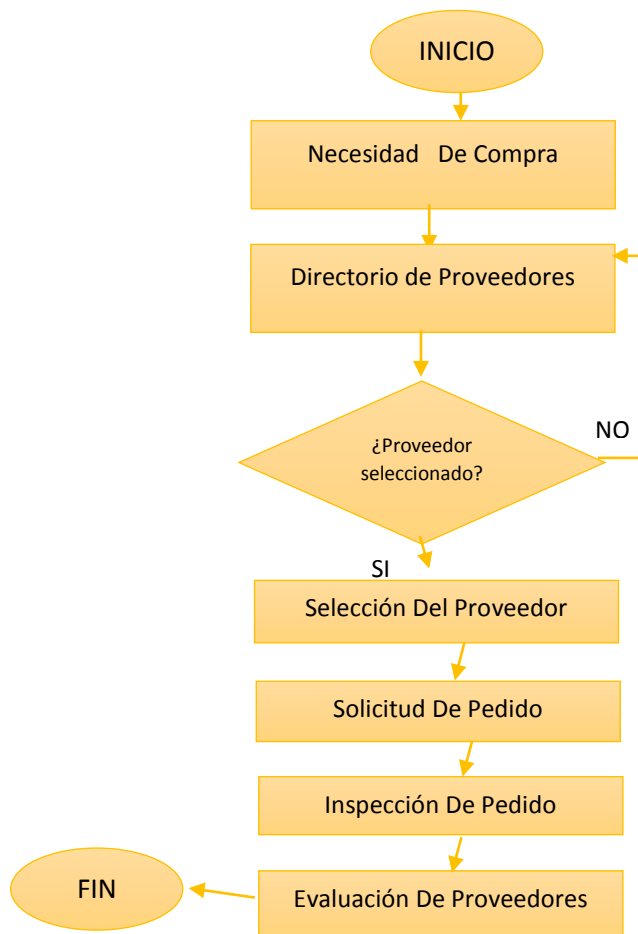 INICIO
Necesidad De Compra
Directorio de Proveedores
¿Proveedor
seleccionado?
NO
SI
Selección Del Proveedor
Solicitud De Pedido
Inspección De Pedido
Evaluación De Proveedores
FIN